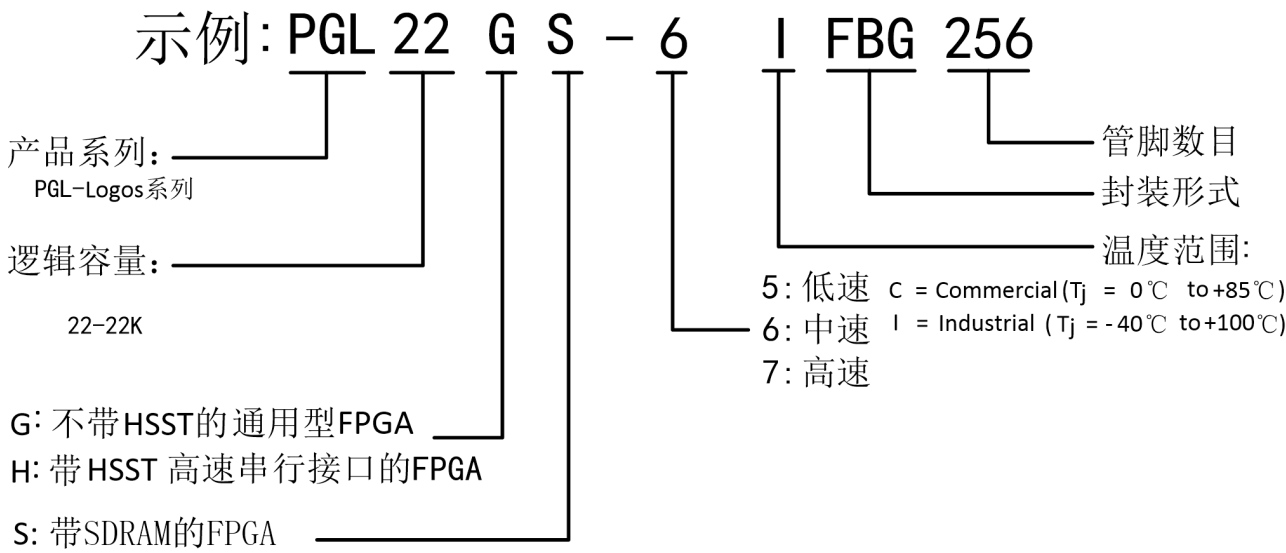 示例: PGL 22 G S - 6 I FBG 256
管脚数目
产品系列：
封装形式
PGL-Logos系列
温度范围:
逻辑容量：
5: 低速 C = Commercial (Tj = 0℃ to +85℃)
22-22K
6: 中速 I = Industrial ( Tj = - 40℃ to +100℃)
7: 高速
G: 不带HSST的通用型FPGA
H: 带HSST 高速串行接口的FPGA
S: 带SDRAM的FPGA